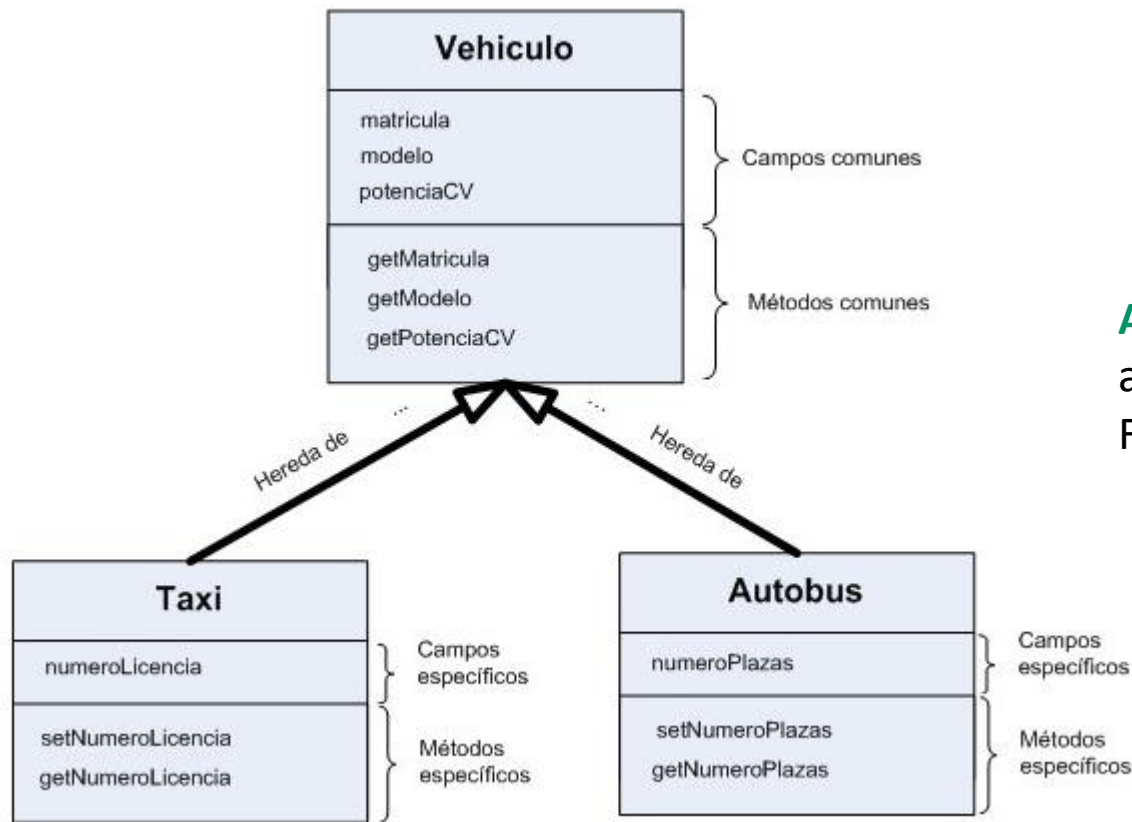 Vehiculo
matricula
modelo
potenciaCV
Campos comunes
getMatricula
getModelo
getPotenciaCV
Métodos comunes
A
a
F
...
Hereda de
...
Hereda de
Taxi
numeroLicencia
Campos
específicos
setNumeroLicencia
getNumeroLicencia
Métodos
específicos
Autobus
numeroPlazas
Campos
específicos
setNumeroPlazas
getNumeroPlazas
Métodos
específicos